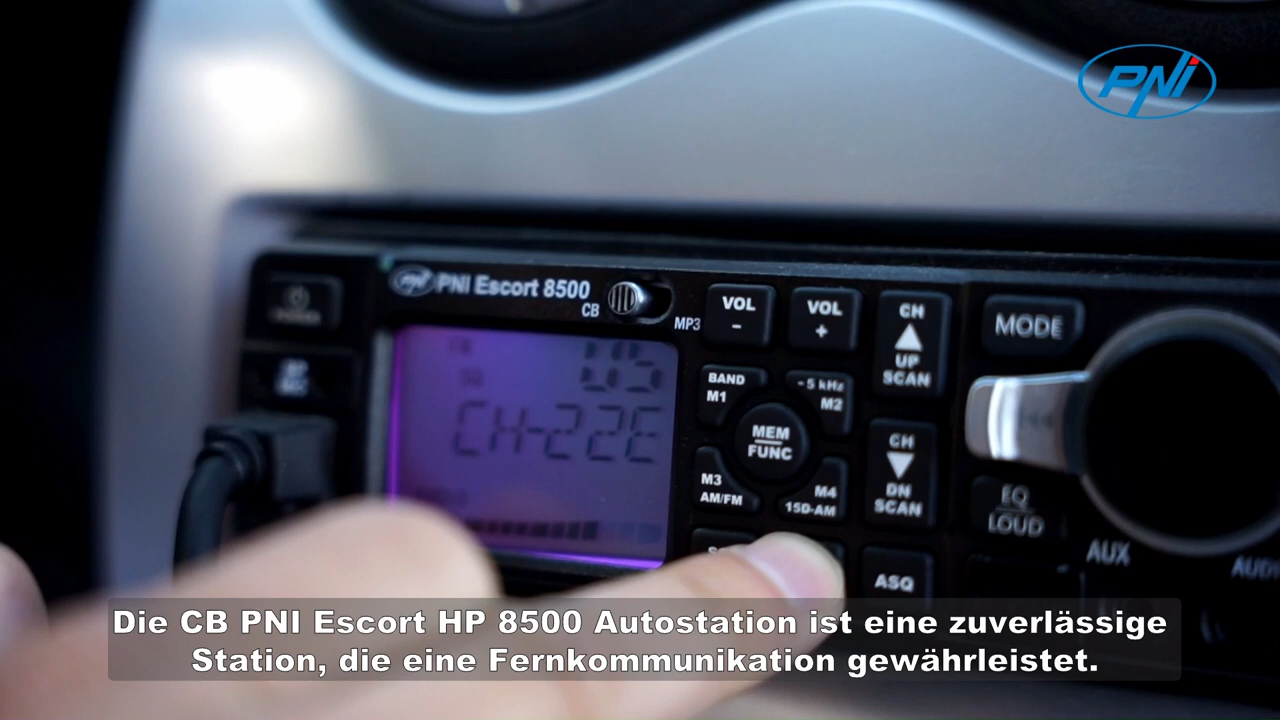 PNI
PNI Escort 8500
CB
MP3
VOL
-
VOL
+
CH
UP
SCAN
MODE
BAND
M1
-5 kHz
M2
MEM
FUNC
CH
DN
SCAN
M3
AM/FM
M4
15D-AM
EQ
LOUD
AUX
ASQ
CH-22E
Die CB PNI Escort HP 8500 Autostation ist eine zuverlässige
Station, die eine Fernkommunikation gewährleistet.